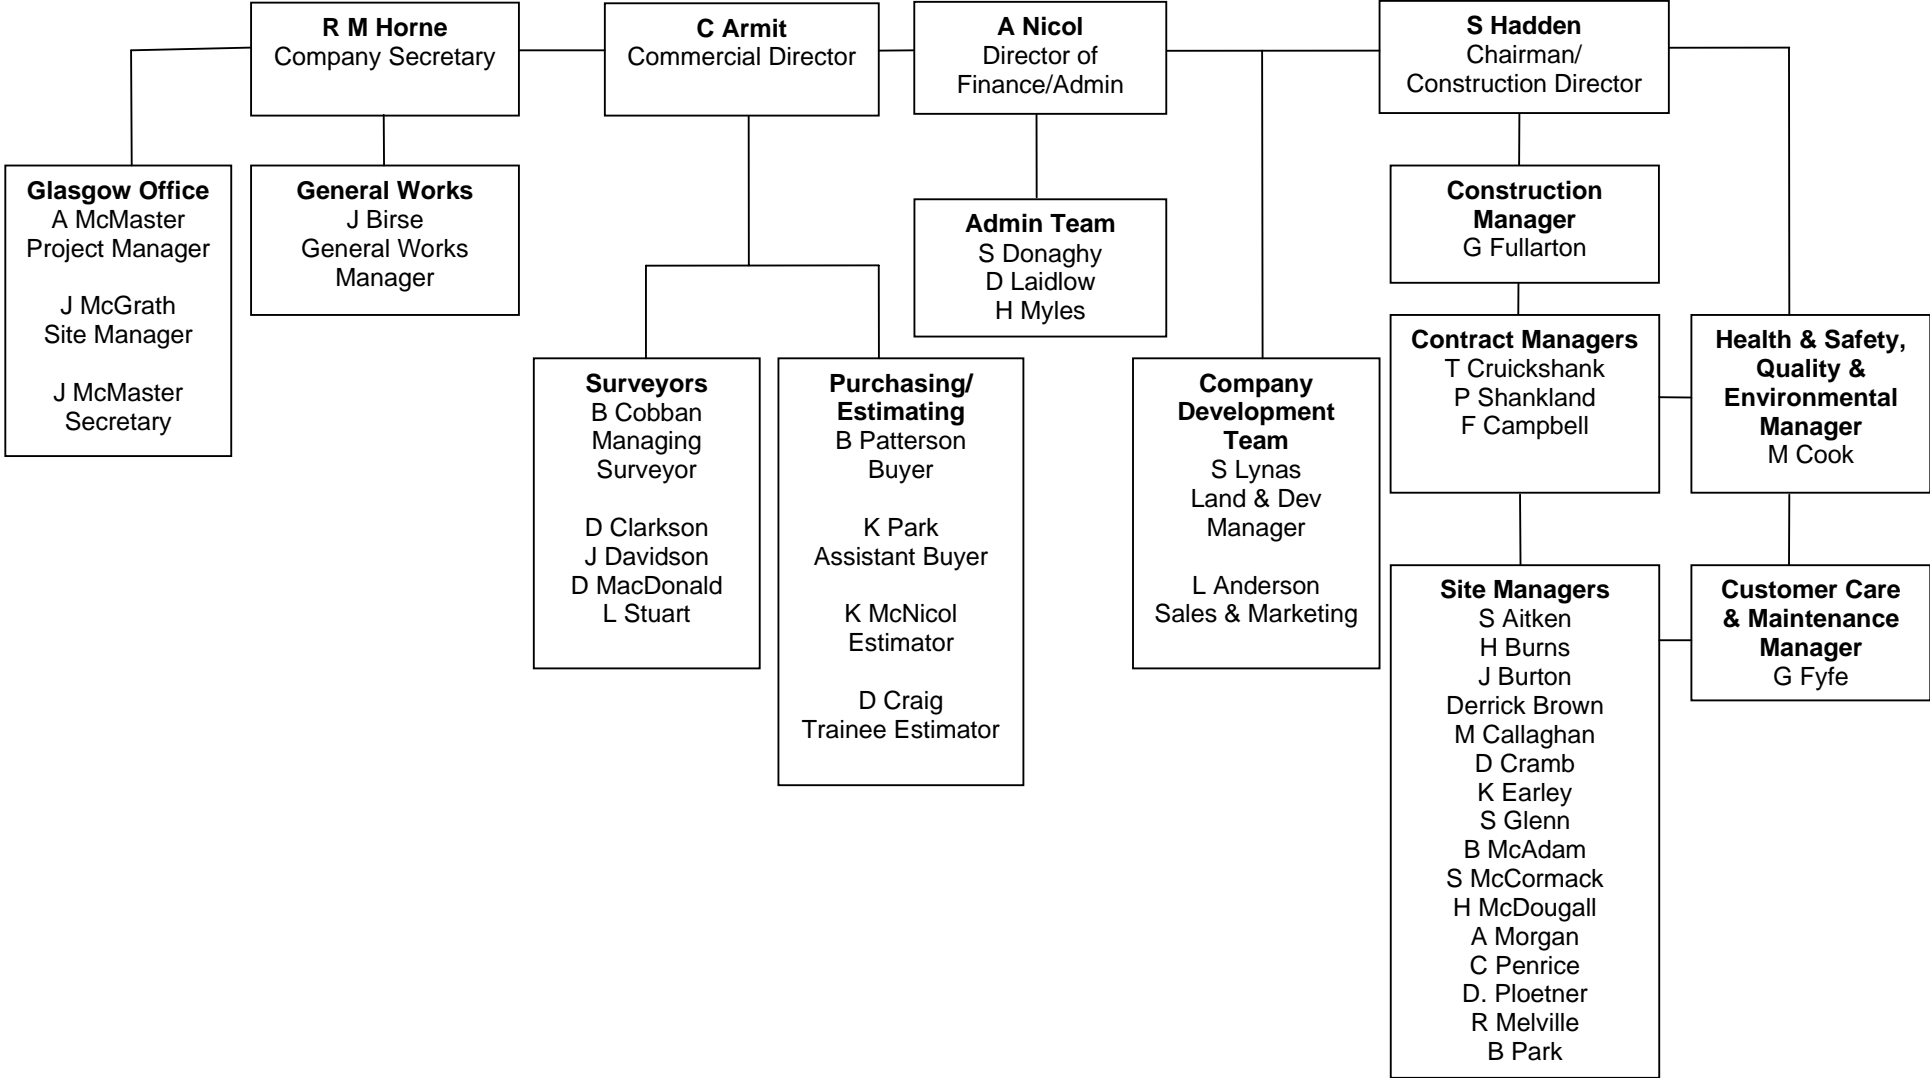 R M Horne
Company Secretary
C Armit
Commercial Director
A Nicol
Director of
Finance/Admin
S Hadden
Chairman/
Construction Director
Glasgow Office
A McMaster
Project Manager
J McGrath
Site Manager
J McMaster
Secretary
General Works
J Birse
General Works
Manager
Admin Team
S Donaghy
D Laidlow
H Myles
Construction
Manager
G Fullarton
Contract Managers
T Cruickshank
P Shankland
F Campbell
Health & Safety,
Quality &
Environmental
Manager
M Cook
Surveyors
B Cobban
Managing
Surveyor
D Clarkson
J Davidson
D MacDonald
L Stuart
Purchasing/
Estimating
B Patterson
Buyer
K Park
Assistant Buyer
K McNicol
Estimator
D Craig
Trainee Estimator
Company
Development
Team
S Lynas
Land & Dev
Manager
L Anderson
Sales & Marketing
Site Managers
S Aitken
H Burns
J Burton
Derrick Brown
M Callaghan
D Cramb
K Earley
S Glenn
B McAdam
S McCormack
H McDougall
A Morgan
C Penrice
D. Ploetner
R Melville
B Park
Customer Care
& Maintenance
Manager
G Fyfe